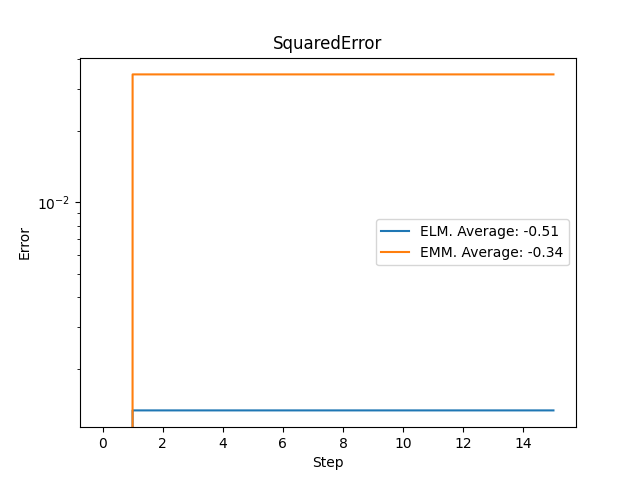 SquaredError
Error
10⁻²
ELM. Average: -0.51
EMM. Average: -0.34
0 2 4 6 8 10 12 14
Step